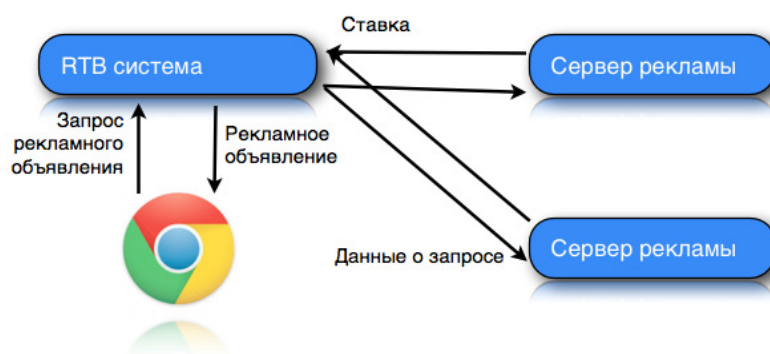 Ставка
RTB система
Сервер рекламы
Запрос
рекламного
объявления
Рекламное
объявление
Данные о запросе
Сервер рекламы